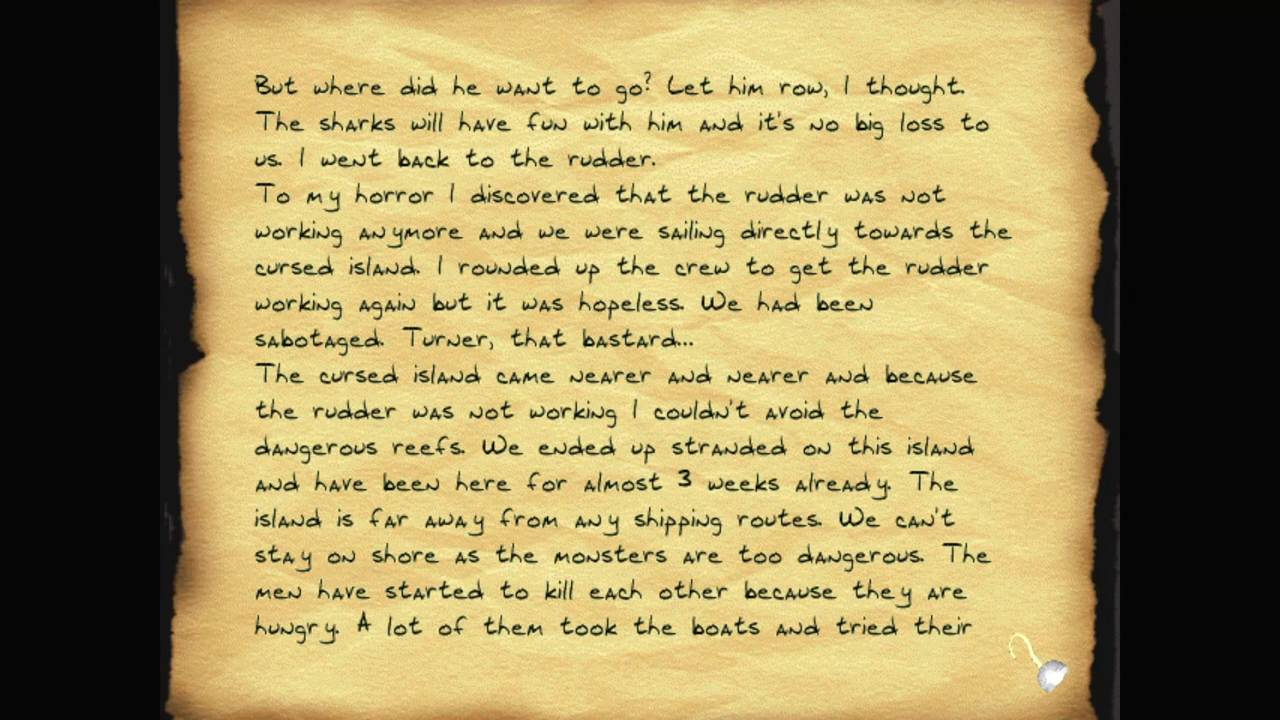 But where did he want to go? Let him row, I thought.
The sharks will have fun with him and it's no big loss to
us. I went back to the rudder.
To my horror I discovered that the rudder was not
working anymore and we were sailing directly towards the
cursed island. I rounded up the crew to get the rudder
working again but it was hopeless. We had been
sabotaged. Turner, that bastard...
The cursed island came nearer and nearer and because
the rudder was not working I couldn't avoid the
dangerous reefs. We ended up stranded on this island
and have been here for almost 3 weeks already. The
island is far away from any shipping routes. We can't
stay on shore as the monsters are too dangerous. The
men have started to kill each other because they are
hungry. A lot of them took the boats and tried their